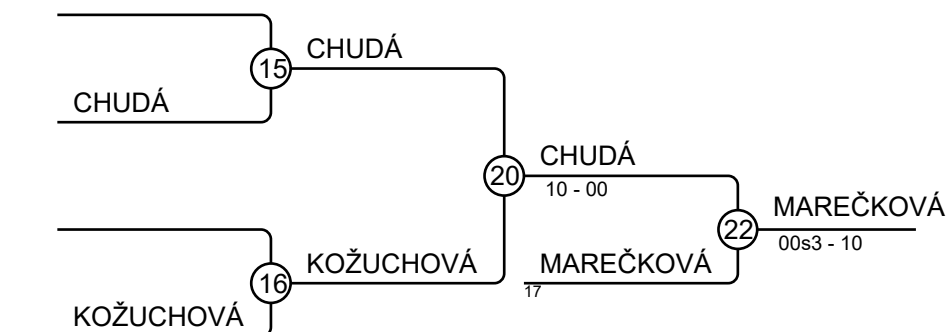 CHUDÁ
15
CHUDÁ
CHUDÁ
20
10 - 00
MAREČKOVÁ
22
00s3 - 10
KOŽUCHOVÁ
MAREČKOVÁ
16
17
KOŽUCHOVÁ